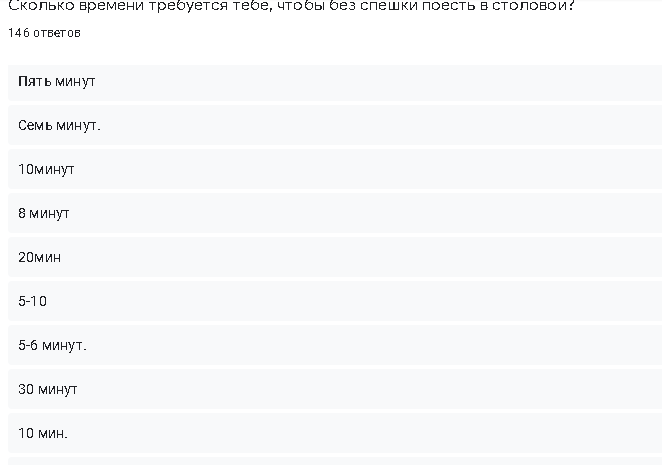 Сколько времени требуется тебе, чтобы без спешки поесть в столовой?
146 ответов
Пять минут
Семь минут.
10минут
8 минут
20мин
5-10
5-6 минут.
30 минут
10 мин.